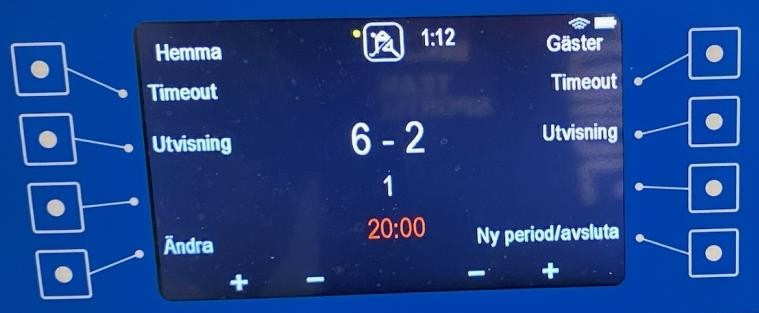 Hemma 1:12 Gäster
Timeout Timeout
Utvisning 6 - 2 Utvisning
1
20:00
Ändra Ny period/avsluta
+ − − +